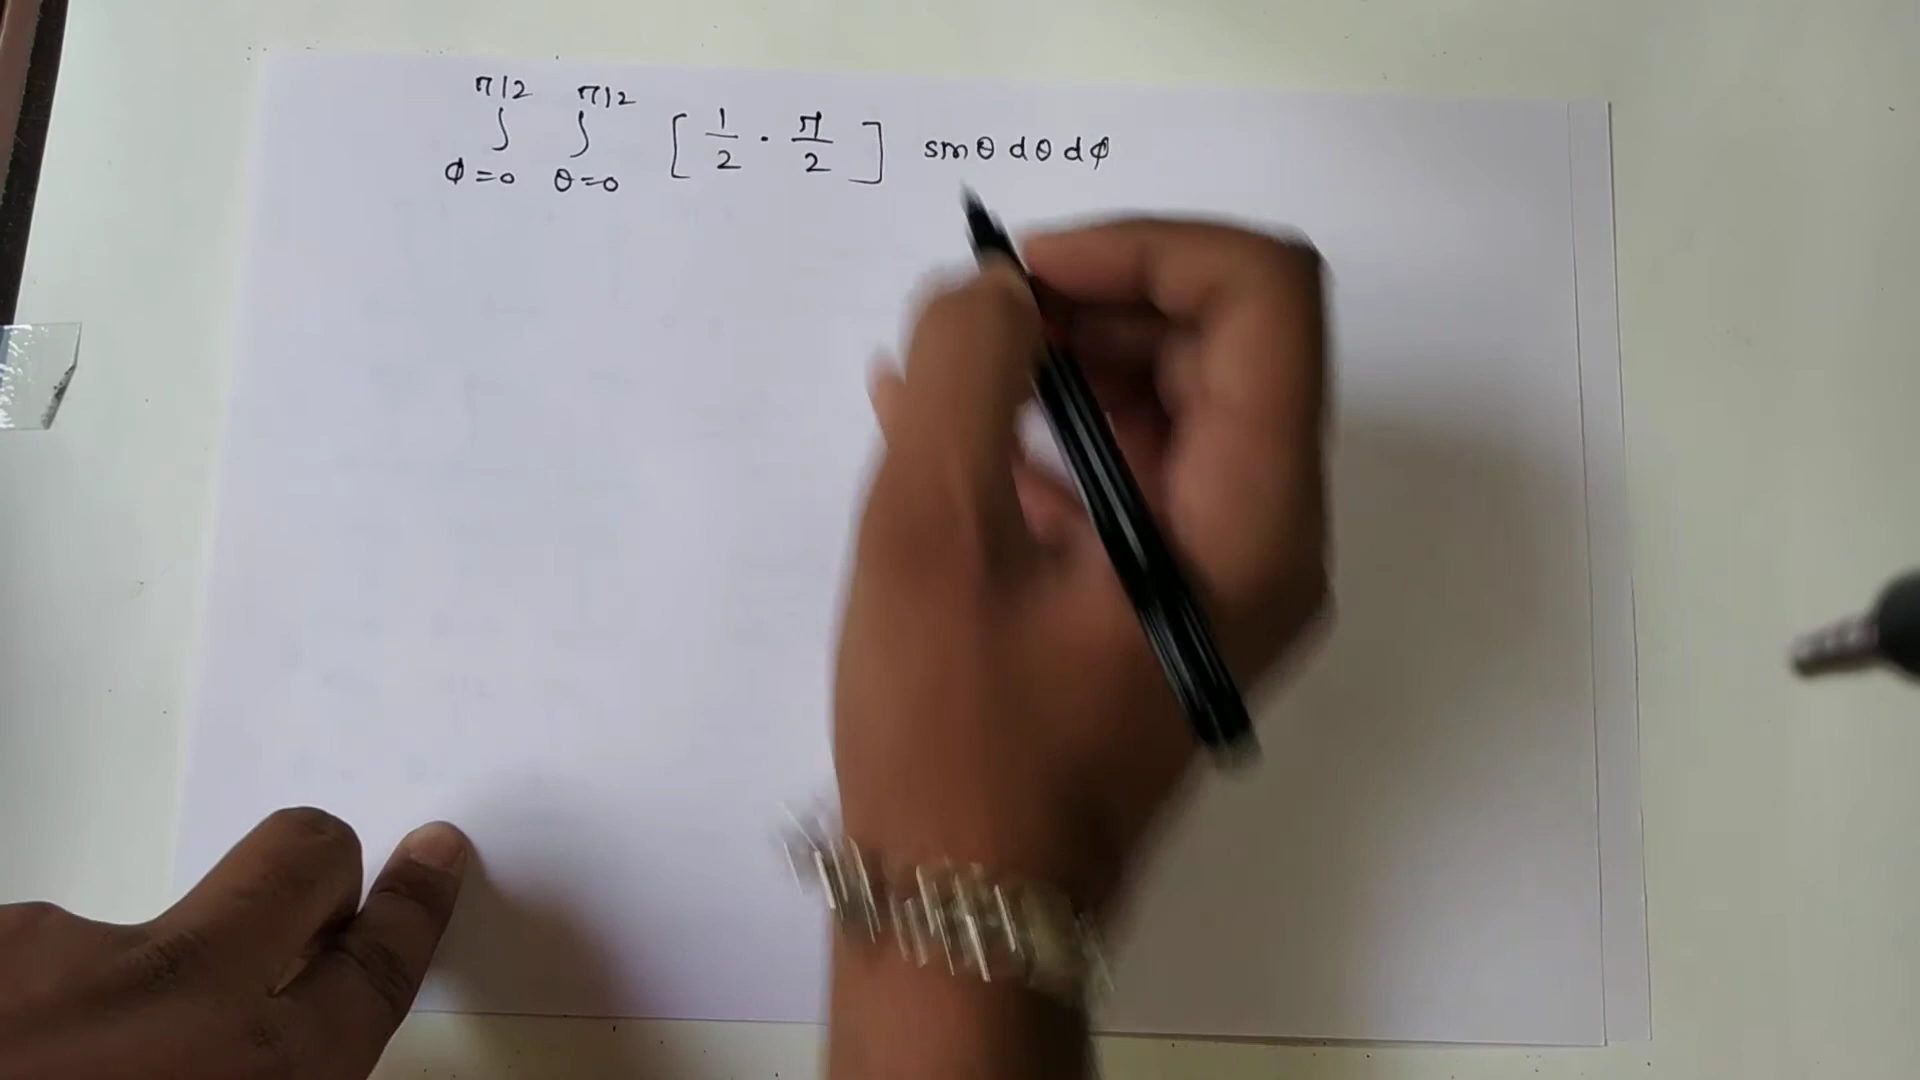 ∫_{ϕ=0}^{π/2} ∫_{θ=0}^{π/2} [ 1/2 · π/2 ] sinθ dθ dϕ